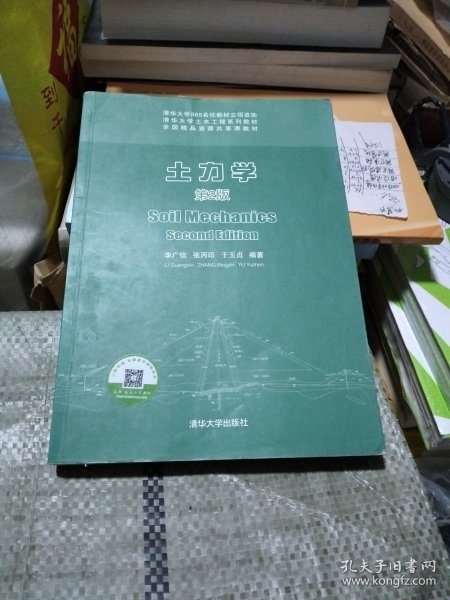 清华大学985名优教材立项资助
清华大学土木工程系列教材
全国精品资源共享课教材
土力学
第2版
Soil Mechanics
Second Edition
李广信 张丙印 于玉贞 编著
LI Guangxin, ZHANG Bingyin, YU Yuzhen
清华大学出版社
福
到
孔夫子旧书网
www.kongfz.com